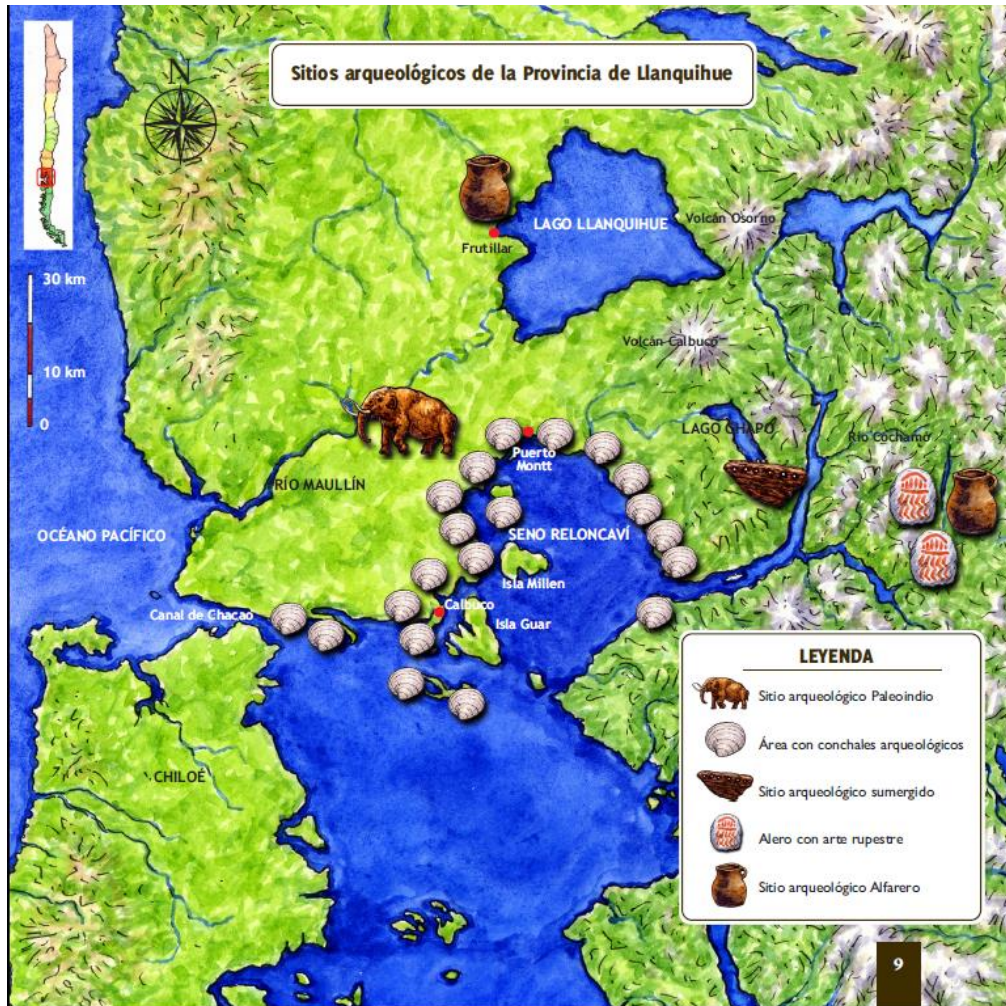 Sitios arqueológicos de la Provincia de Llanquihue
N
LAGO LLANQUIHUE
Volcán Osorno
Frutillar
30 km
10 km
0
Volcán Calbuco
LAGO CHAPO
Río Cochamó
Puerto
Montt
RÍO MAULLÍN
OCÉANO PACÍFICO
SENO RELONCAVÍ
Isla Millen
Canal de Chacao
Calbuco
Isla Guar
CHILOÉ
LEYENDA
Sitio arqueológico Paleoindio
Área con conchales arqueológicos
Sitio arqueológico sumergido
Alero con arte rupestre
Sitio arqueológico Alfarero
9